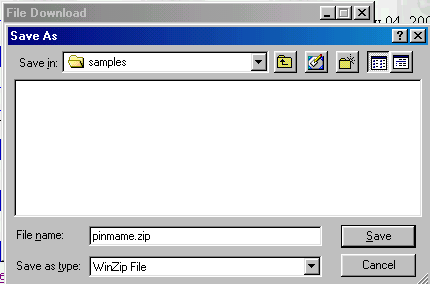 File Download
04, 200
Save As
Save in: samples
File name: pinmame.zip
Save
Save as type: WinZip File
Cancel